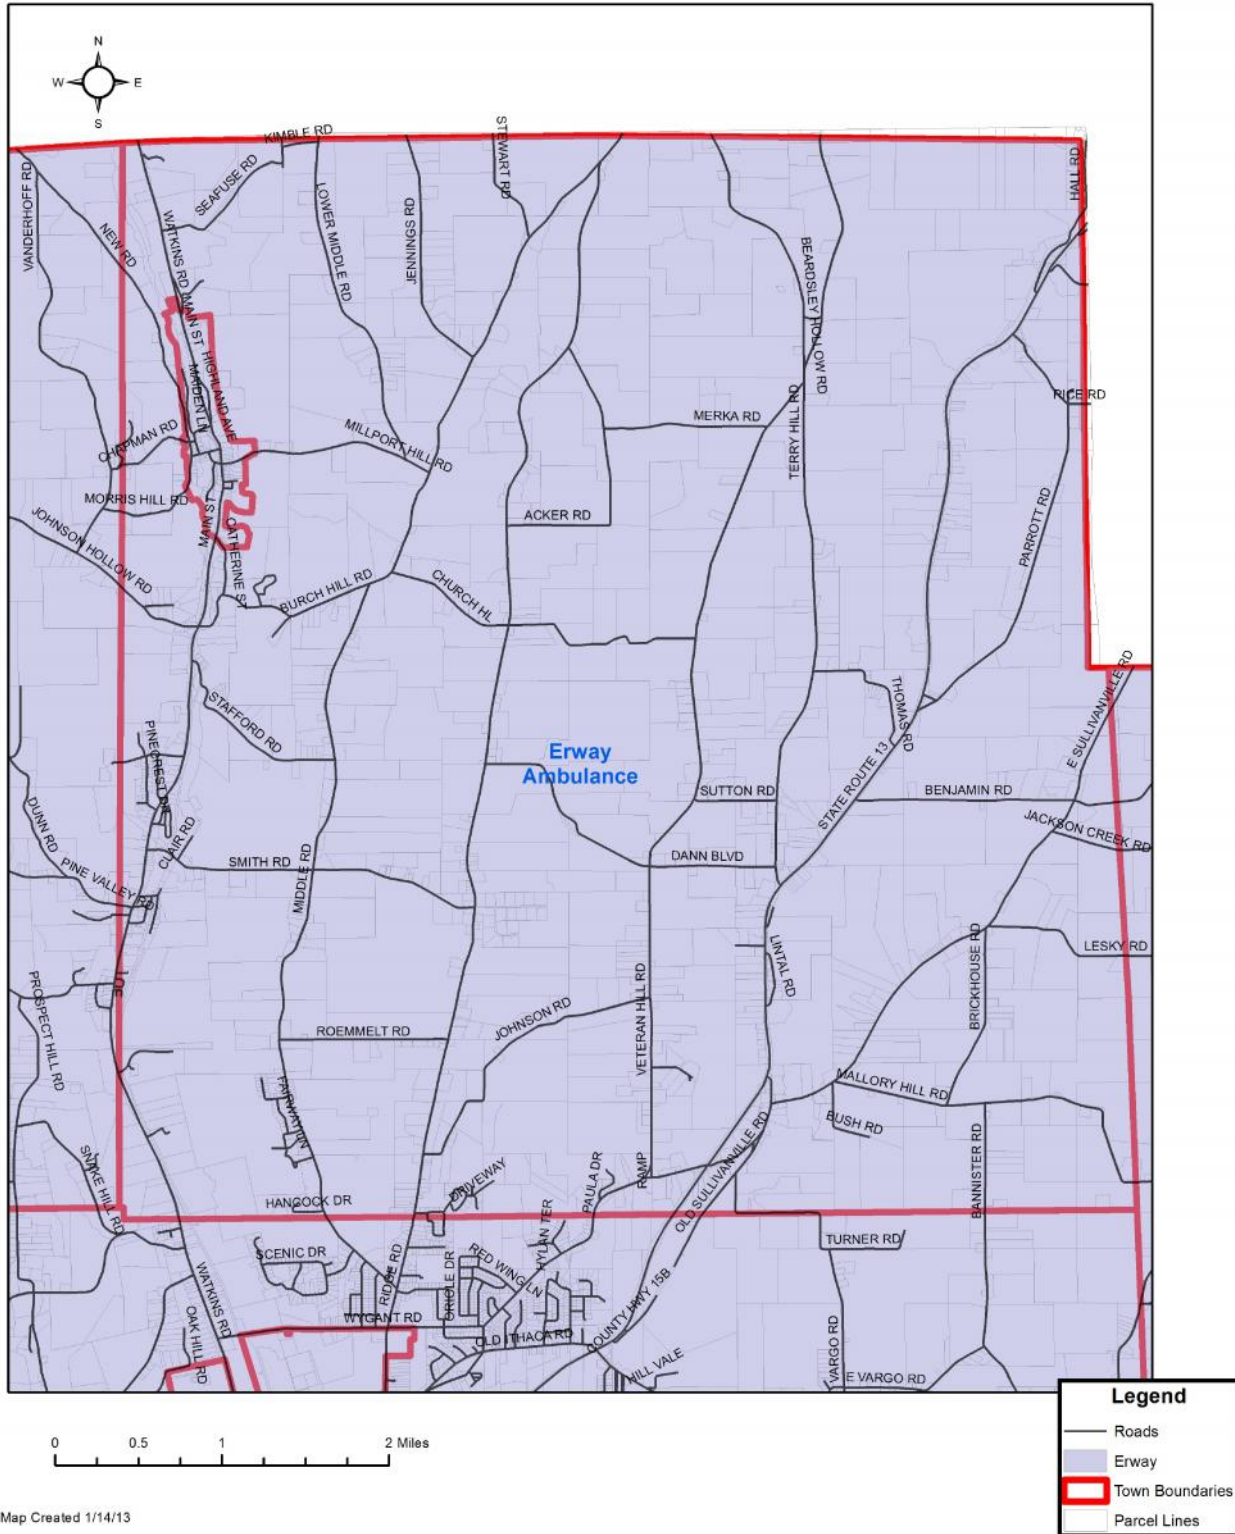 N
W
E
S
KIMBLE RD
STEWART RD
HALL RD
SEAFUSE RD
VANDERHOFF RD
LOWER MIDDLE RD
JENNINGS RD
NEW RD
WATKINS RD
BEARDSLEY HOLLOW RD
MAIN ST
HIGHLAND AVE
MAIDEN LN
RICE RD
MERKA RD
TERRY HILL RD
CHAPMAN RD
MILLPORT HILL RD
MORRIS HILL RD
MAIN ST
CATHERINE ST
JOHNSON HOLLOW RD
ACKER RD
PARROTT RD
BURCH HILL RD
CHURCH HL
E SULLIVANVILLE RD
THOMAS RD
STAFFORD RD
PINECREST DR
Erway
Ambulance
STATE ROUTE 13
SUTTON RD
BENJAMIN RD
DUNN RD
CLAIR RD
JACKSON CREEK RD
SMITH RD
MIDDLE RD
DANN BLVD
PINE VALLEY RD
LINTAL RD
BRICKHOUSE RD
LESKY RD
PROSPECT HILL RD
ROEMMELT RD
JOHNSON RD
VETERAN HILL RD
FAIRWAY LN
MALLORY HILL RD
BUSH RD
SNAKE HILL RD
DRIVEWAY
PAULA DR
RAMP
OLD SULLIVANVILLE RD
BANNISTER RD
HANCOCK DR
HYLAN TER
TURNER RD
SCENIC DR
RIDGE RD
ORIOLE DR
RED WING LN
WATKINS RD
COUNTY HWY 15B
WYGANT RD
OLD ITHACA RD
OAK HILL RD
HILL VALE
VARGO RD
E VARGO RD
Legend
Roads
Erway
Town Boundaries
Parcel Lines
0 0.5 1 2 Miles
Map Created 1/14/13